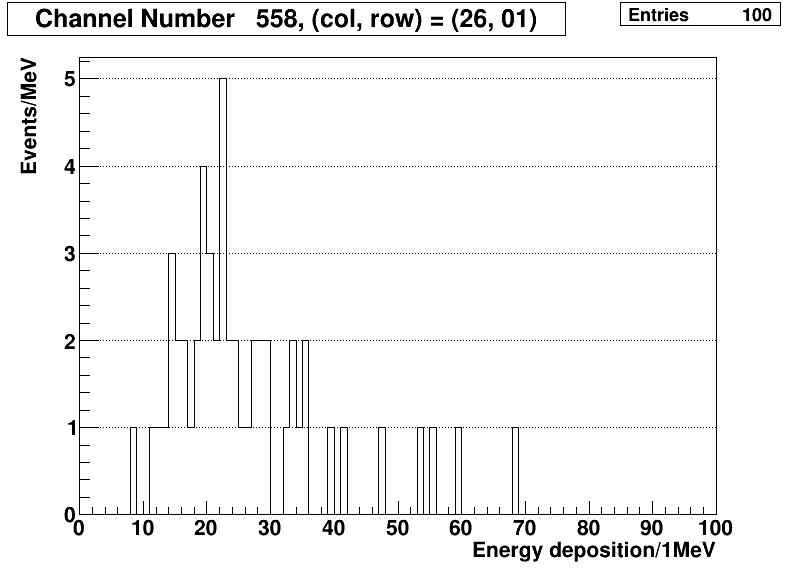 Channel Number 558, (col, row) = (26, 01)
Entries 100
Events/MeV
5
4
3
2
1
0
0 10 20 30 40 50 60 70 80 90 100
Energy deposition/1MeV